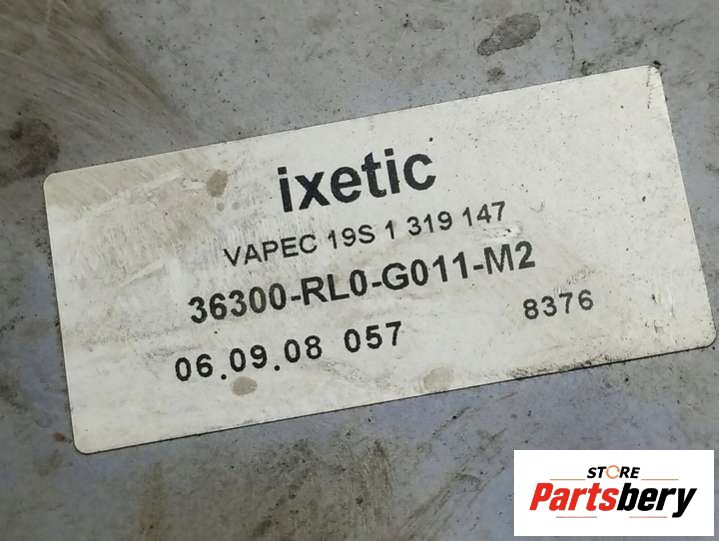 ixetic
VAPEC 19S 1 319 147
36300-RL0-G011-M2
06.09.08 057 8376
STORE
Partsbery